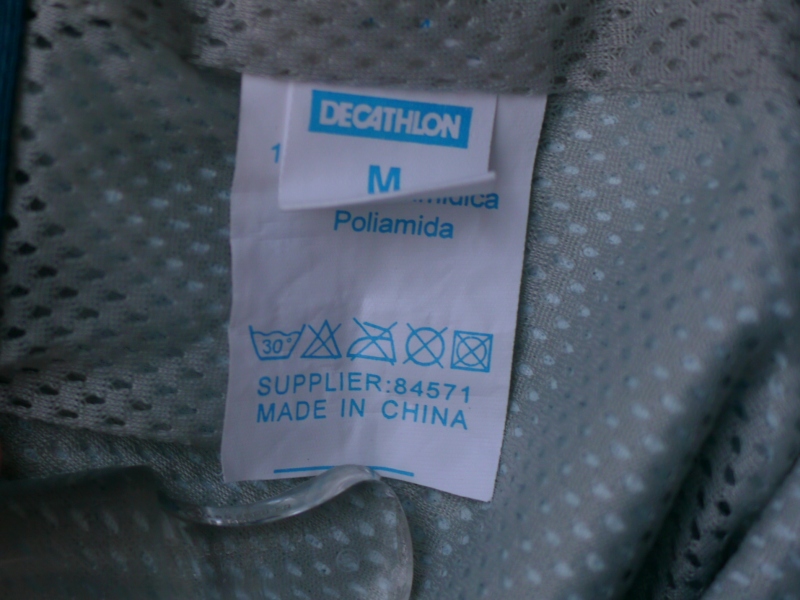 DECATHLON
M
Poliamida
30°
SUPPLIER:84571
MADE IN CHINA